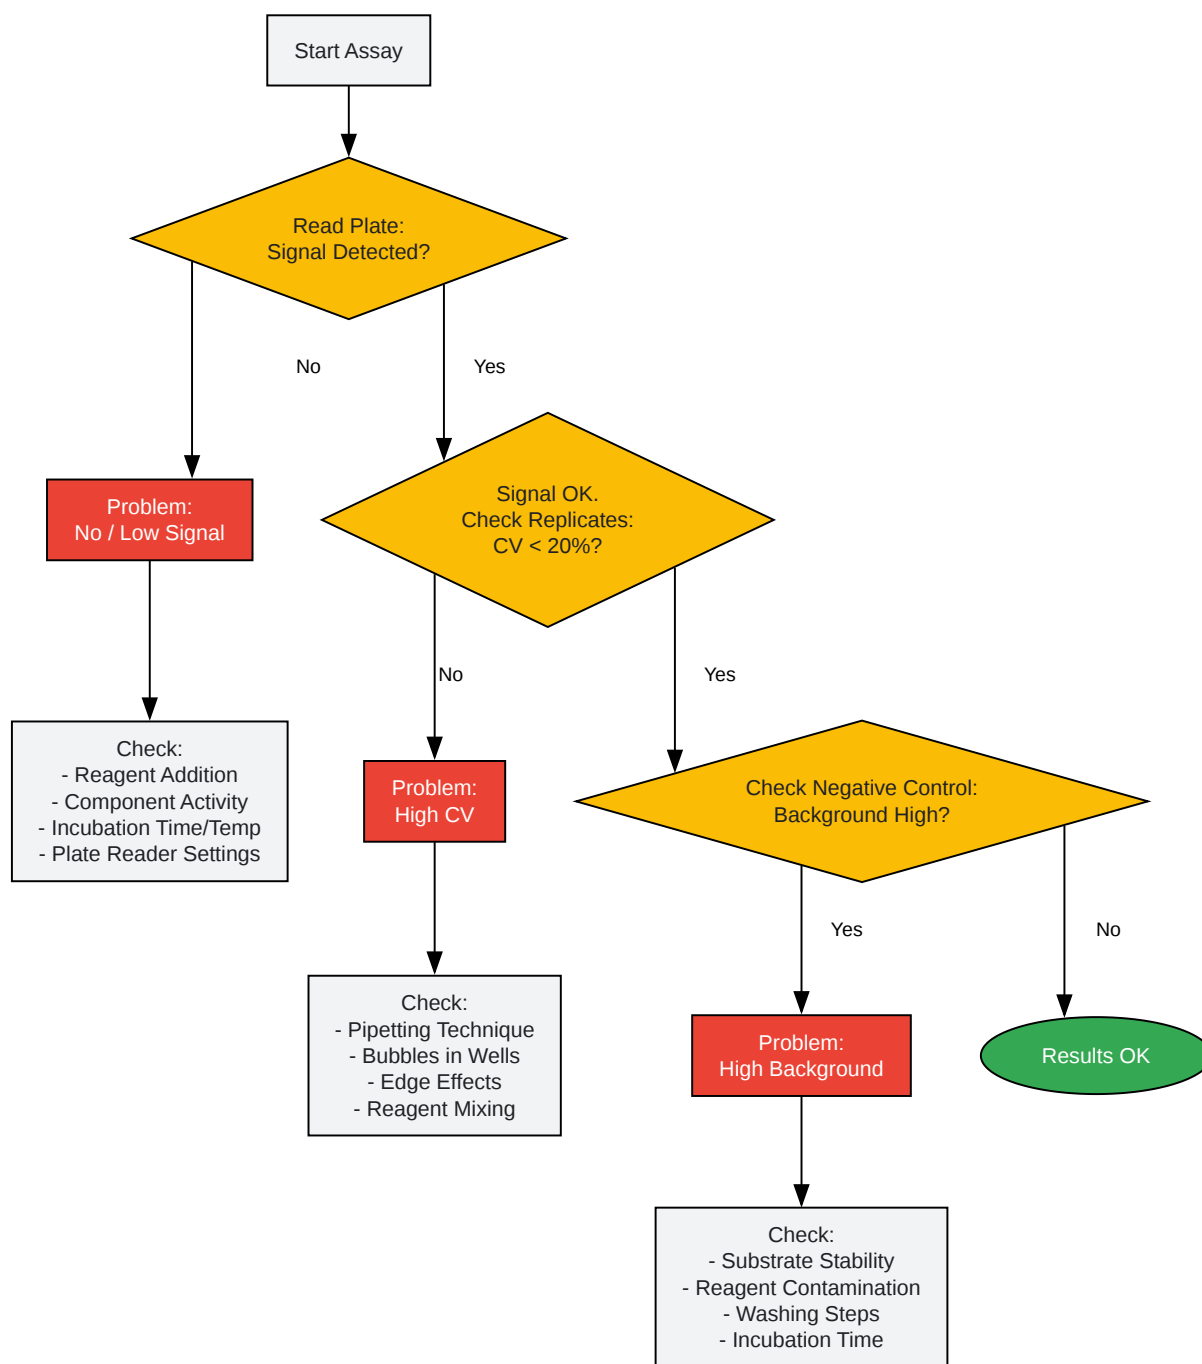 Start Assay
Read Plate:
Signal Detected?
No
Yes
Problem:
No / Low Signal
Signal OK.
Check Replicates:
CV < 20%?
No
Yes
Check:
- Reagent Addition
- Component Activity
- Incubation Time/Temp
- Plate Reader Settings
Problem:
High CV
Check Negative Control:
Background High?
Yes
No
Check:
- Pipetting Technique
- Bubbles in Wells
- Edge Effects
- Reagent Mixing
Problem:
High Background
Results OK
Check:
- Substrate Stability
- Reagent Contamination
- Washing Steps
- Incubation Time